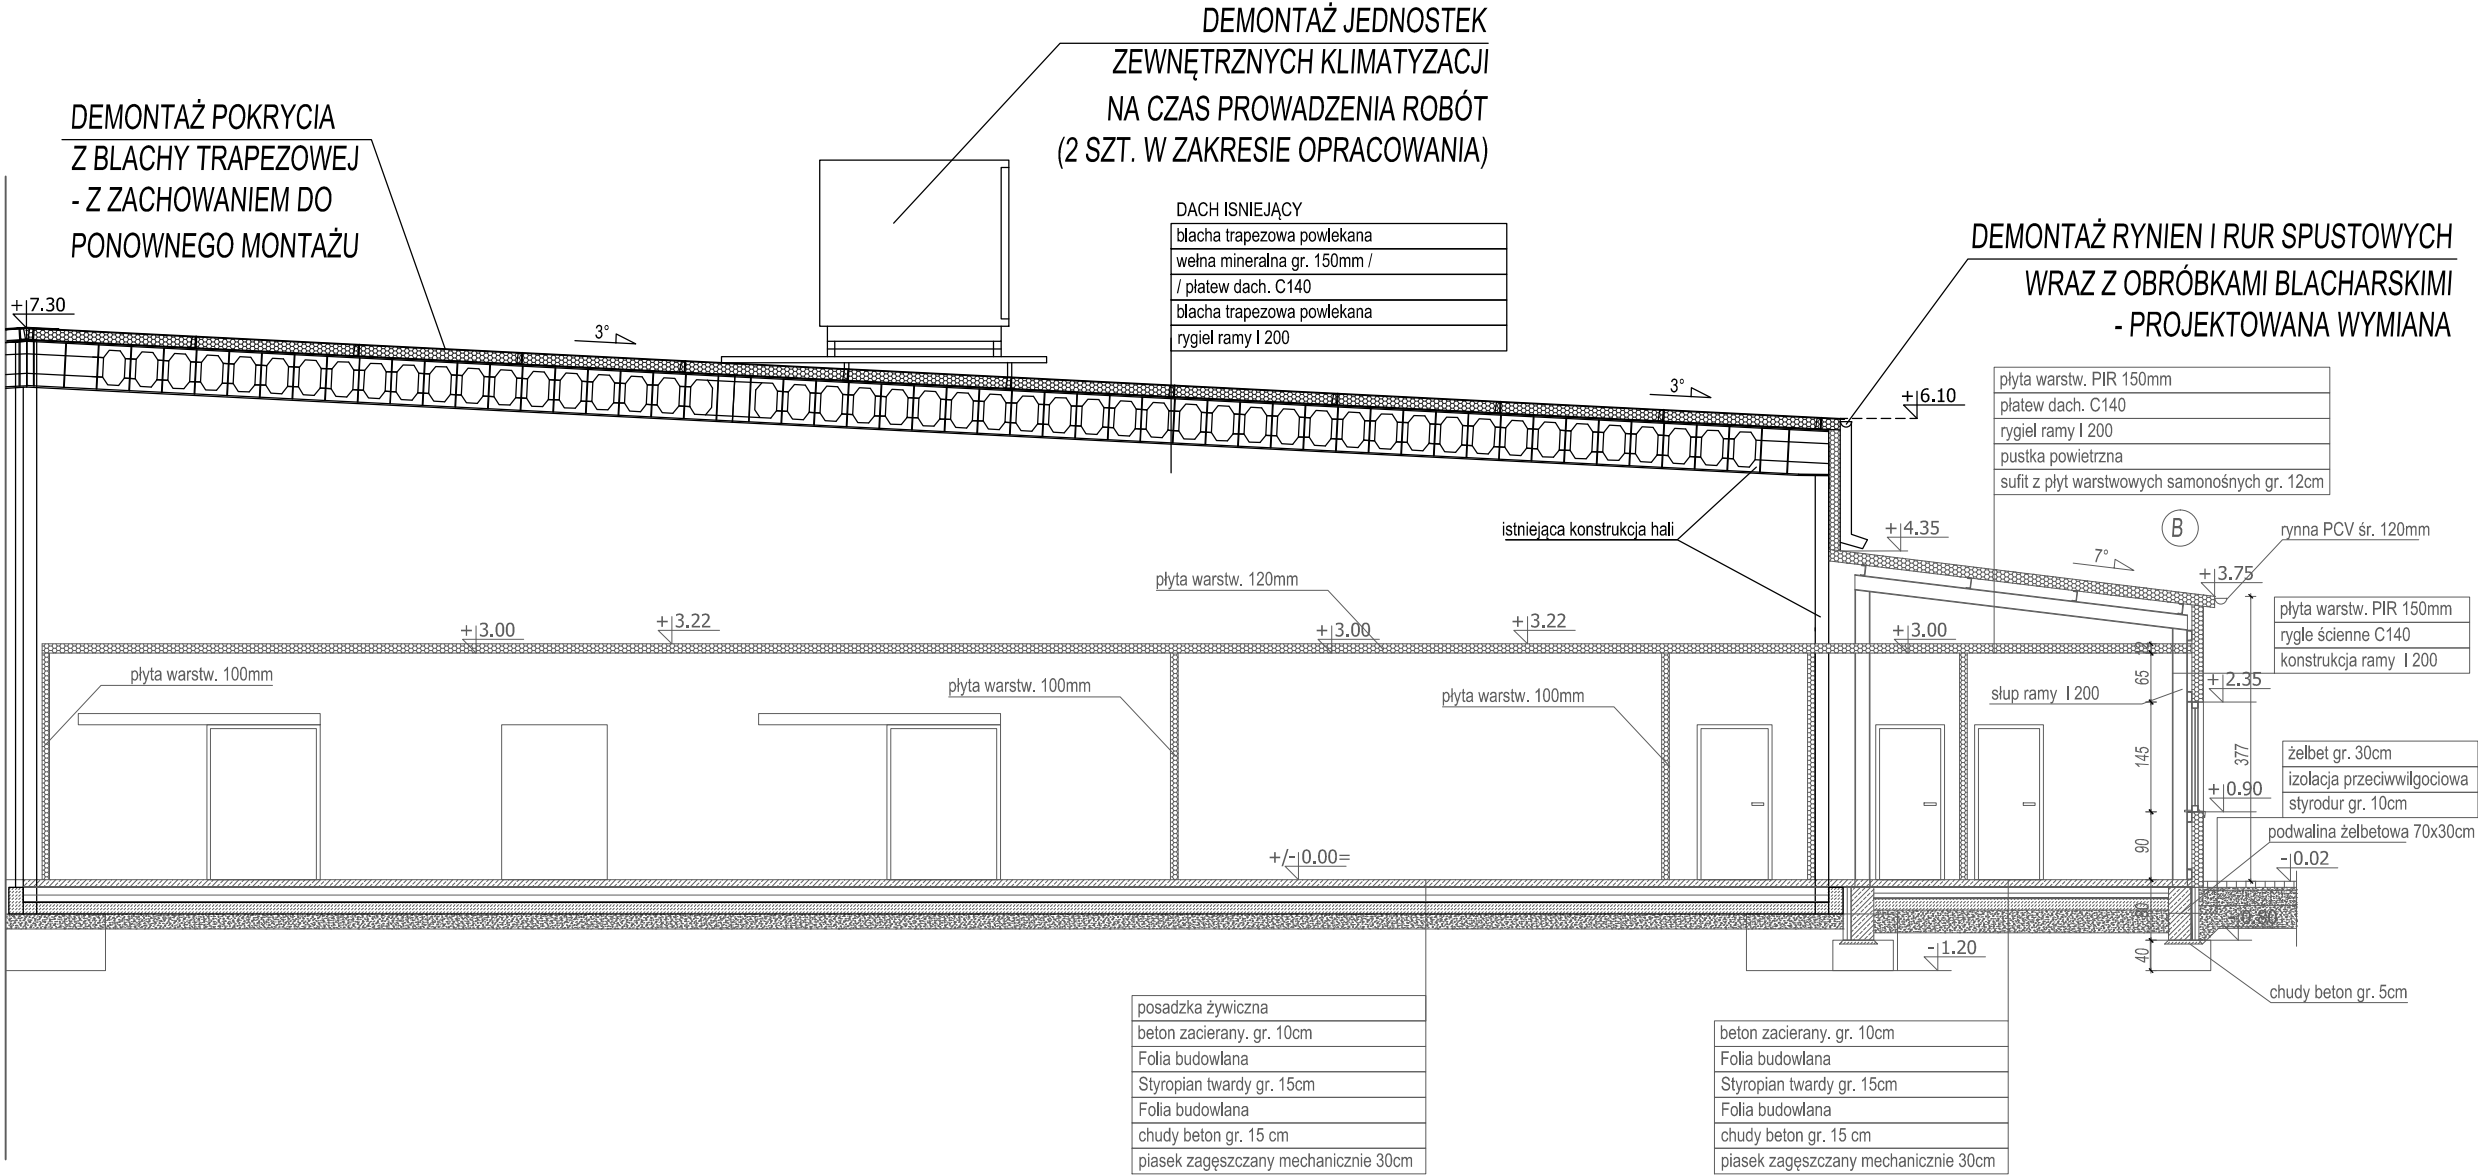 DEMONTAŻ JEDNOSTEK
ZEWNĘTRZNYCH KLIMATYZACJI
NA CZAS PROWADZENIA ROBÓT
(2 SZT. W ZAKRESIE OPRACOWANIA)
DEMONTAŻ POKRYCIA
Z BLACHY TRAPEZOWEJ
- Z ZACHOWANIEM DO
PONOWNEGO MONTAŻU
DACH ISNIEJĄCY
blacha trapezowa powlekana
wełna mineralna gr. 150mm /
/ płatew dach. C140
blacha trapezowa powlekana
rygiel ramy I 200
DEMONTAŻ RYNIEN I RUR SPUSTOWYCH
WRAZ Z OBRÓBKAMI BLACHARSKIMI
- PROJEKTOWANA WYMIANA
+7.30
3°
3°
+6.10
płyta warstw. PIR 150mm
płatew dach. C140
rygiel ramy I 200
pustka powietrzna
sufit z płyt warstwowych samonośnych gr. 12cm
istniejąca konstrukcja hali
+4.35
B
rynna PCV śr. 120mm
7°
+3.75
płyta warstw. 120mm
płyta warstw. PIR 150mm
rygle ścienne C140
konstrukcja ramy I 200
+3.00
+3.22
+3.00
+3.22
+3.00
12
płyta warstw. 100mm
płyta warstw. 100mm
płyta warstw. 100mm
65
słup ramy I 200
+2.35
145
377
żelbet gr. 30cm
izolacja przeciwwilgociowa
styrodur gr. 10cm
+0.90
podwalina żelbetowa 70x30cm
90
+/-0.00=
-0.02
80
-0.80
-1.20
40
chudy beton gr. 5cm
posadzka żywiczna
beton zacierany. gr. 10cm
Folia budowlana
Styropian twardy gr. 15cm
Folia budowlana
chudy beton gr. 15 cm
piasek zagęszczany mechanicznie 30cm
beton zacierany. gr. 10cm
Folia budowlana
Styropian twardy gr. 15cm
Folia budowlana
chudy beton gr. 15 cm
piasek zagęszczany mechanicznie 30cm